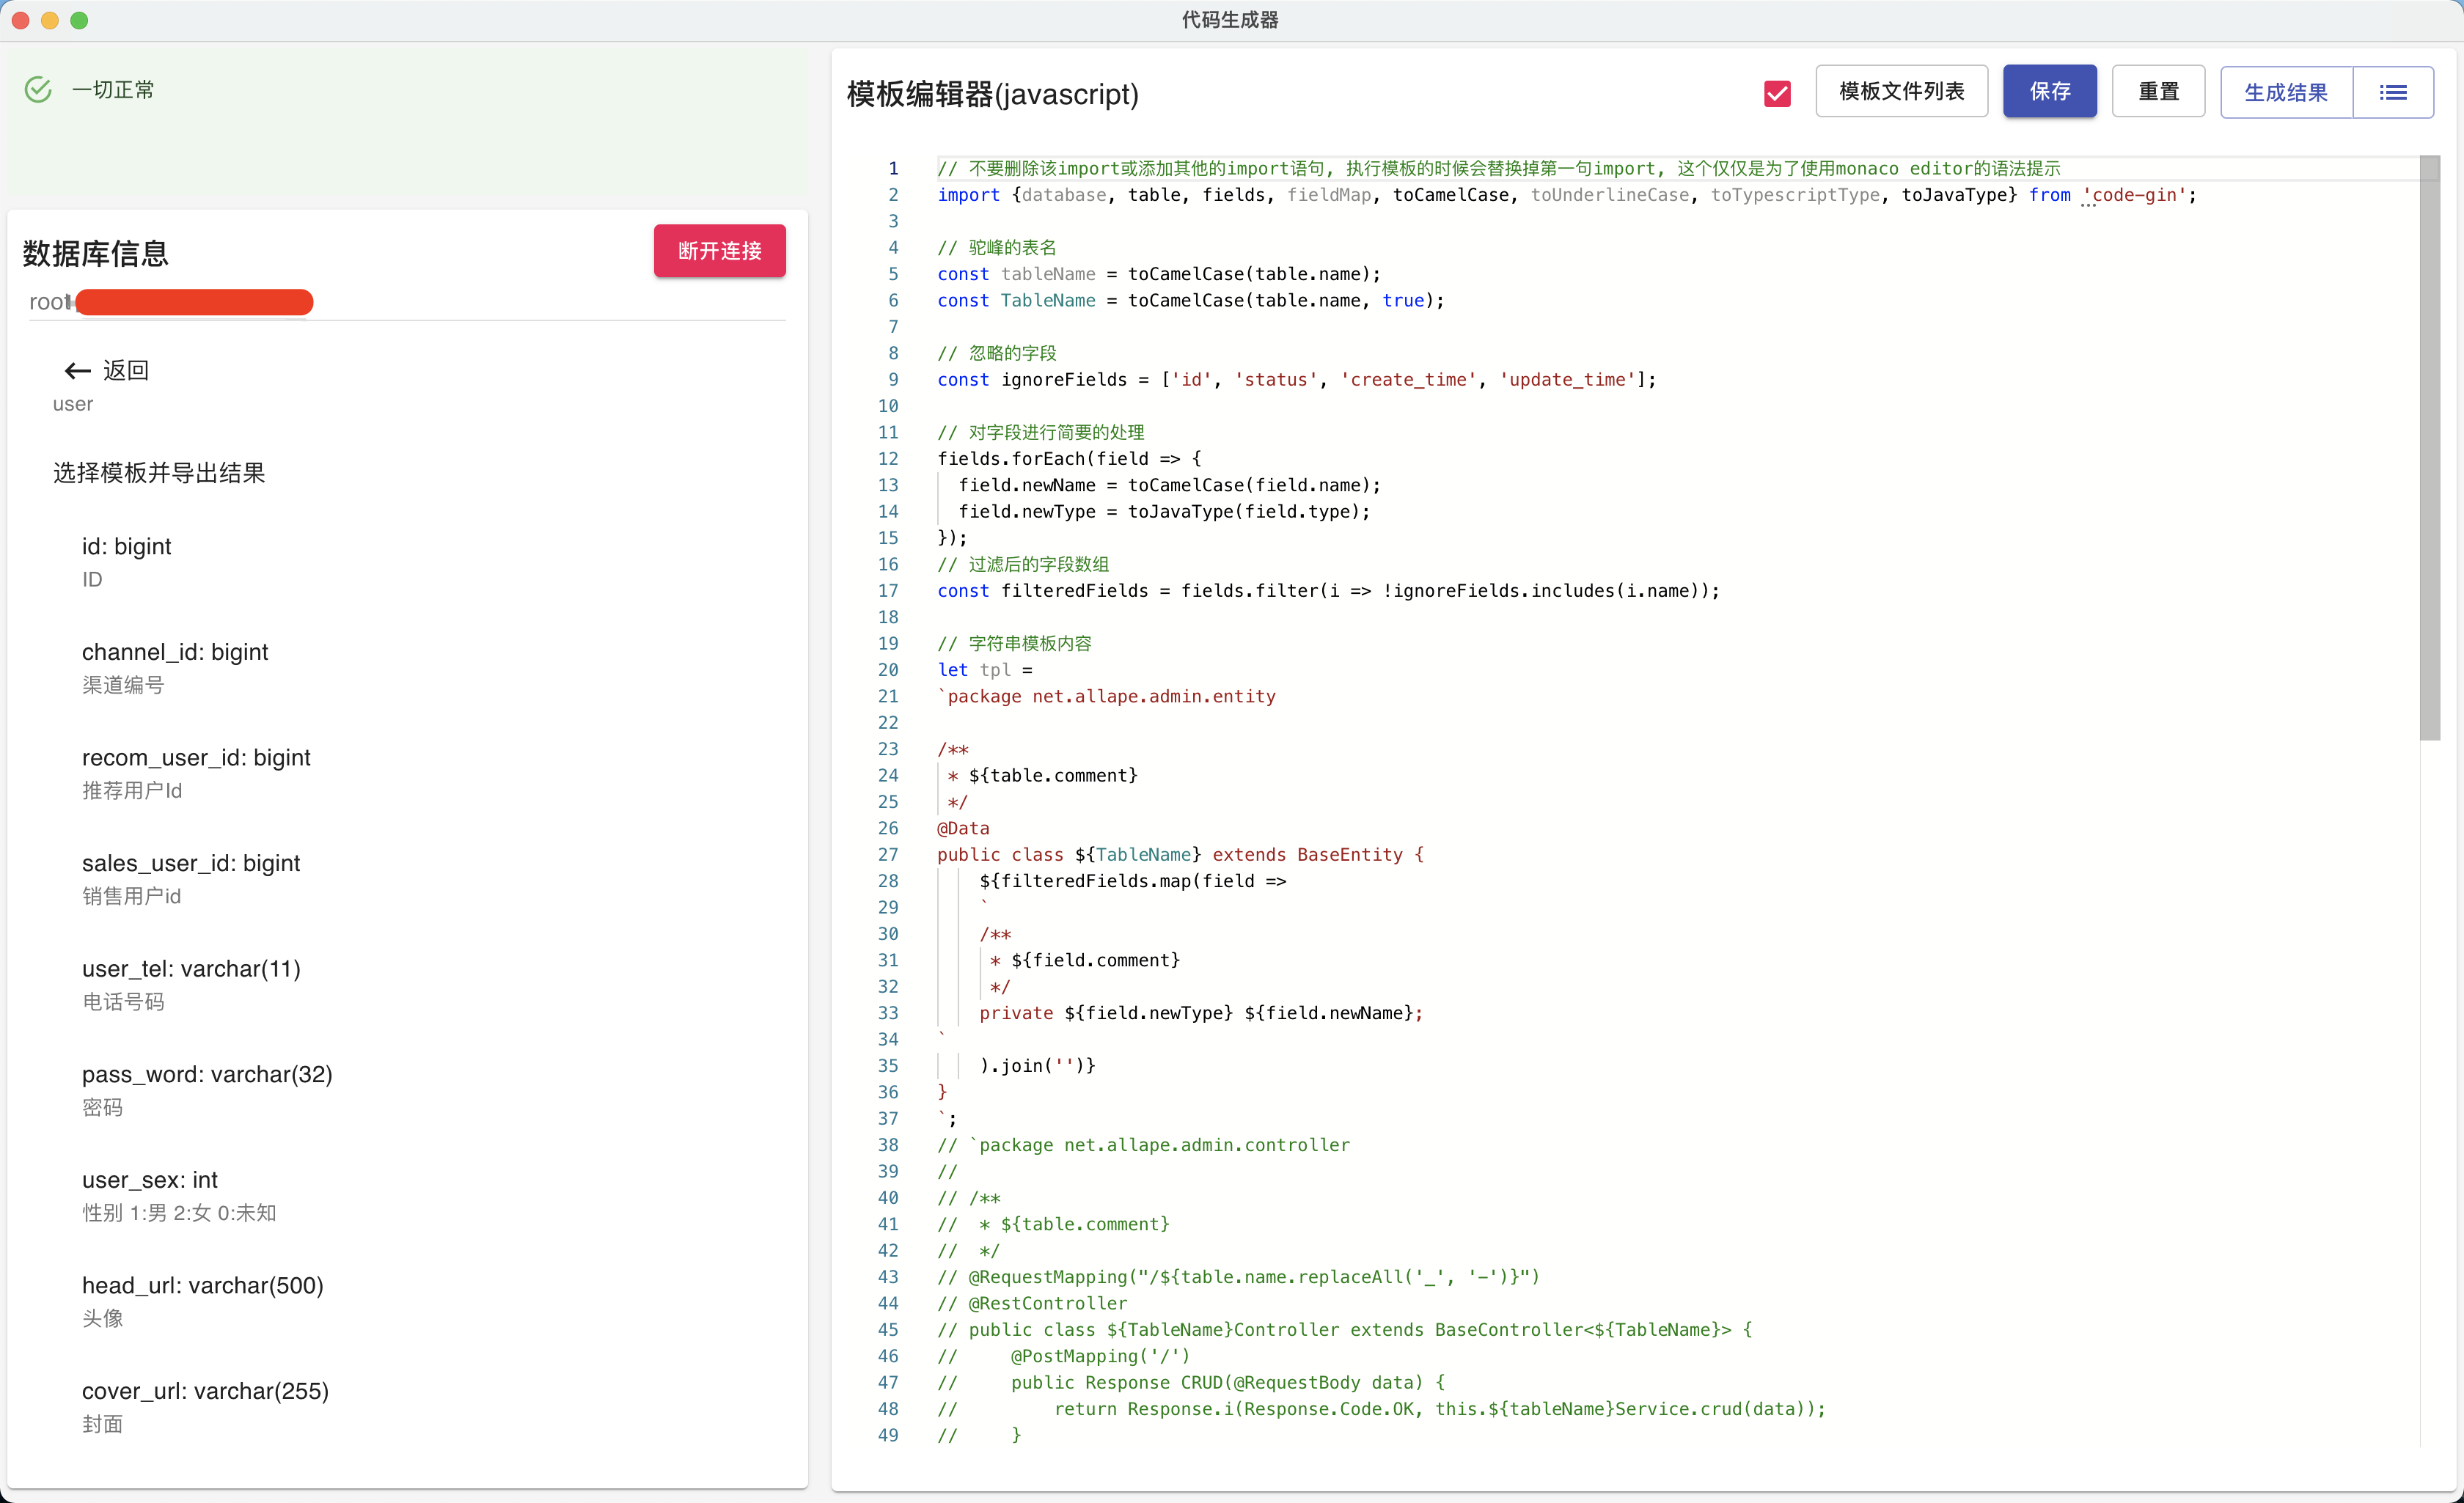 代码生成器
一切正常
数据库信息
断开连接
root
返回
user
选择模板并导出结果
id: bigint
ID
channel_id: bigint
渠道编号
recom_user_id: bigint
推荐用户Id
sales_user_id: bigint
销售用户id
user_tel: varchar(11)
电话号码
pass_word: varchar(32)
密码
user_sex: int
性别 1:男 2:女 0:未知
head_url: varchar(500)
头像
cover_url: varchar(255)
封面
模板编辑器(javascript)
模板文件列表
保存
重置
生成结果
1 // 不要删除该import或添加其他的import语句, 执行模板的时候会替换掉第一句import, 这个仅仅是为了使用monaco editor的语法提示
2 import {database, table, fields, fieldMap, toCamelCase, toUnderlineCase, toTypescriptType, toJavaType} from 'code-gin';
3
4 // 驼峰的表名
5 const tableName = toCamelCase(table.name);
6 const TableName = toCamelCase(table.name, true);
7
8 // 忽略的字段
9 const ignoreFields = ['id', 'status', 'create_time', 'update_time'];
10
11 // 对字段进行简要的处理
12 fields.forEach(field => {
13   field.newName = toCamelCase(field.name);
14   field.newType = toJavaType(field.type);
15 });
16 // 过滤后的字段数组
17 const filteredFields = fields.filter(i => !ignoreFields.includes(i.name));
18
19 // 字符串模板内容
20 let tpl =
21 `package net.allape.admin.entity
22
23 /**
24  * ${table.comment}
25  */
26 @Data
27 public class ${TableName} extends BaseEntity {
28     ${filteredFields.map(field =>
29     `
30     /**
31      * ${field.comment}
32      */
33     private ${field.newType} ${field.newName};
34 `
35     ).join('')}
36 }
37 `;
38 // `package net.allape.admin.controller
39 //
40 // /**
41 //  * ${table.comment}
42 //  */
43 // @RequestMapping("/${table.name.replaceAll('_', '-')}")
44 // @RestController
45 // public class ${TableName}Controller extends BaseController<${TableName}> {
46 //     @PostMapping('/')
47 //     public Response CRUD(@RequestBody data) {
48 //         return Response.i(Response.Code.OK, this.${tableName}Service.crud(data));
49 //     }